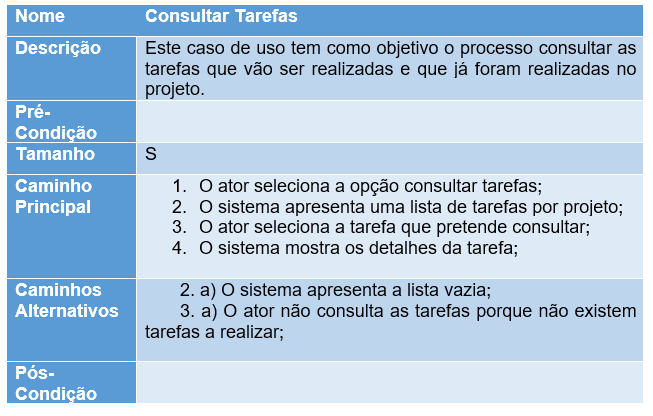 Nome Consultar Tarefas
Descrição Este caso de uso tem como objetivo o processo consultar as
tarefas que vão ser realizadas e que já foram realizadas no
projeto.
Pré-
Condição
Tamanho S
Caminho 1. O ator seleciona a opção consultar tarefas;
Principal 2. O sistema apresenta uma lista de tarefas por projeto;
3. O ator seleciona a tarefa que pretende consultar;
4. O sistema mostra os detalhes da tarefa;
Caminhos 2. a) O sistema apresenta a lista vazia;
Alternativos 3. a) O ator não consulta as tarefas porque não existem
tarefas a realizar;
Pós-
Condição